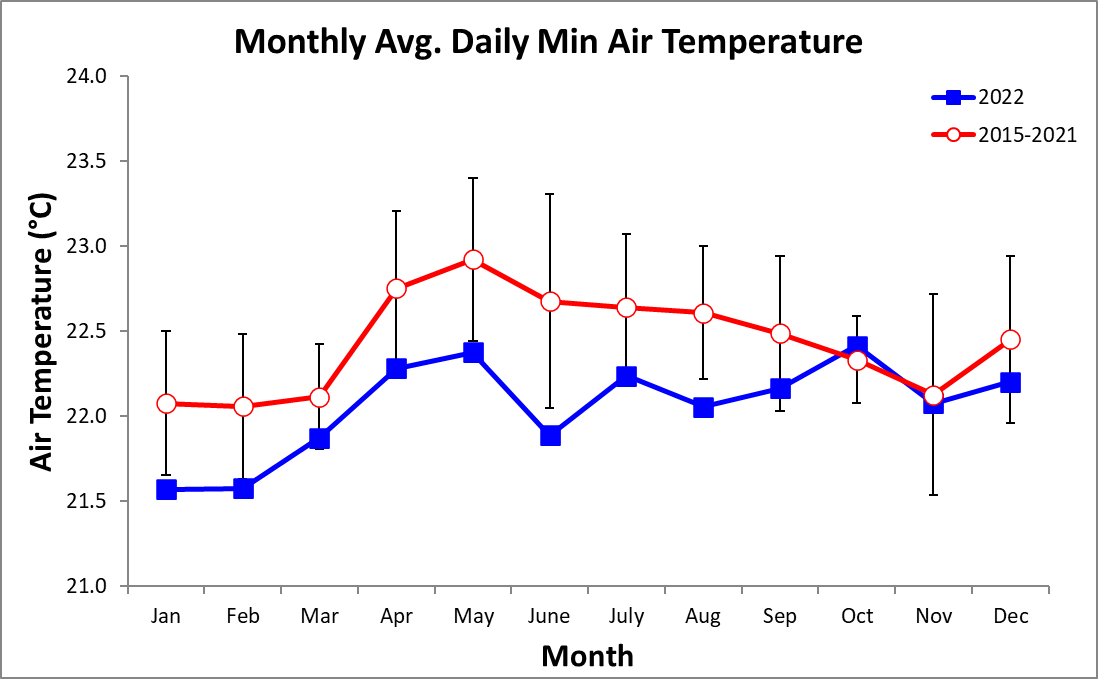 Monthly Avg. Daily Min Air Temperature
24.0
23.5
23.0
22.5
22.0
21.5
21.0
Air Temperature (°C)
2022
2015-2021
Jan Feb Mar Apr May June July Aug Sep Oct Nov Dec
Month